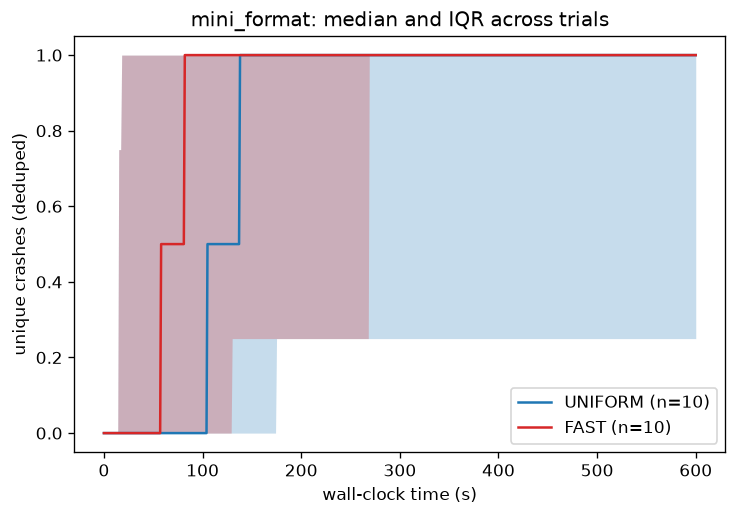 mini_format: median and IQR across trials
unique crashes (deduped)
1.0
0.8
0.6
0.4
0.2
0.0
UNIFORM (n=10)
FAST (n=10)
0 100 200 300 400 500 600
wall-clock time (s)